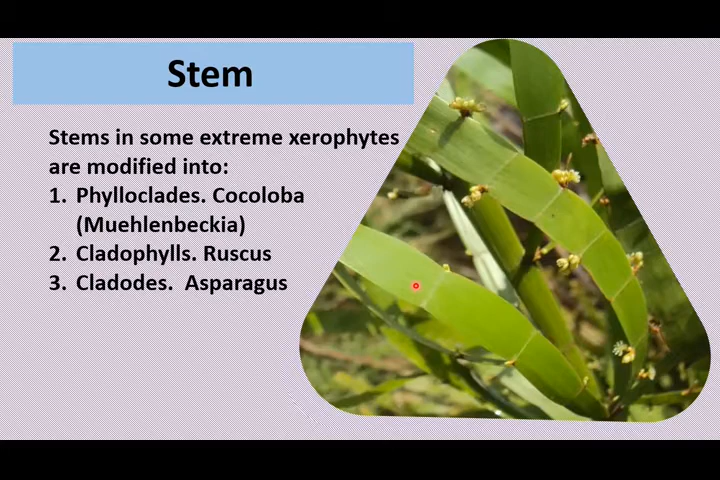 Stem
Stems in some extreme xerophytes
are modified into:
1. Phylloclades. Cocoloba
(Muehlenbeckia)
2. Cladophylls. Ruscus
3. Cladodes. Asparagus